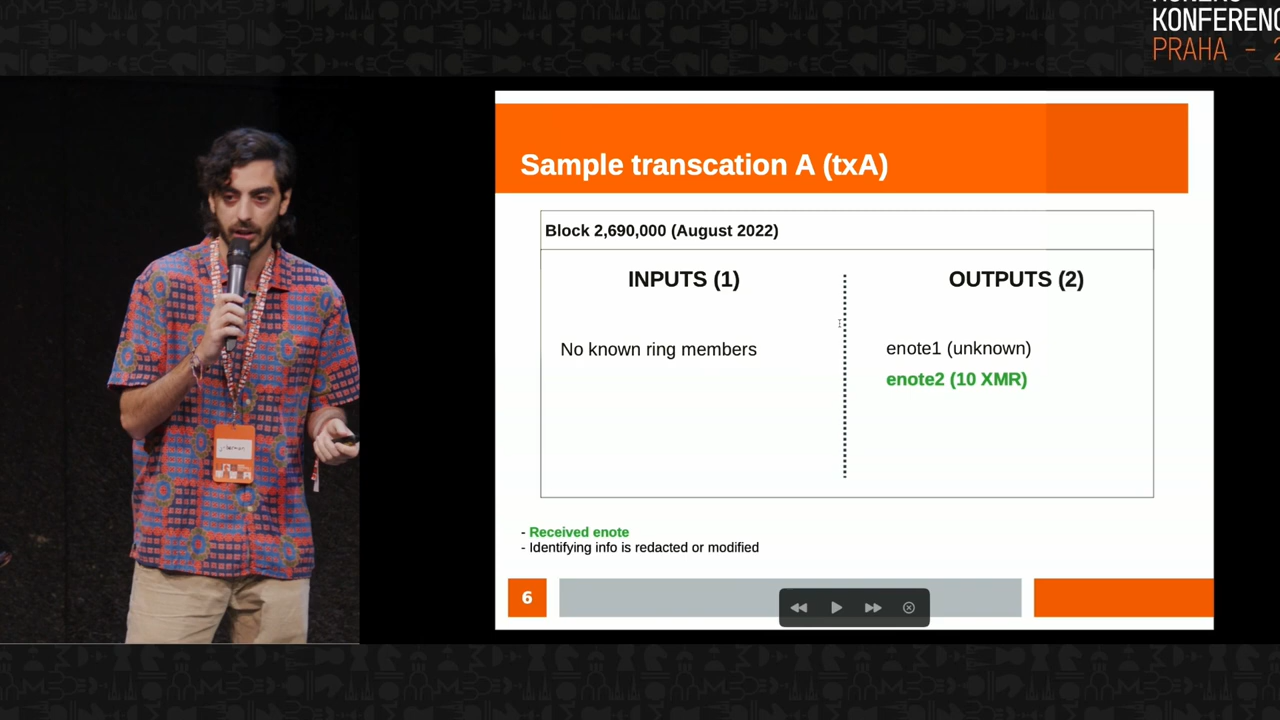 KONFERENC
PRAHA - 2
Sample transcation A (txA)
Block 2,690,000 (August 2022)
INPUTS (1)
OUTPUTS (2)
No known ring members
enote1 (unknown)
enote2 (10 XMR)
- Received enote
- Identifying info is redacted or modified
6